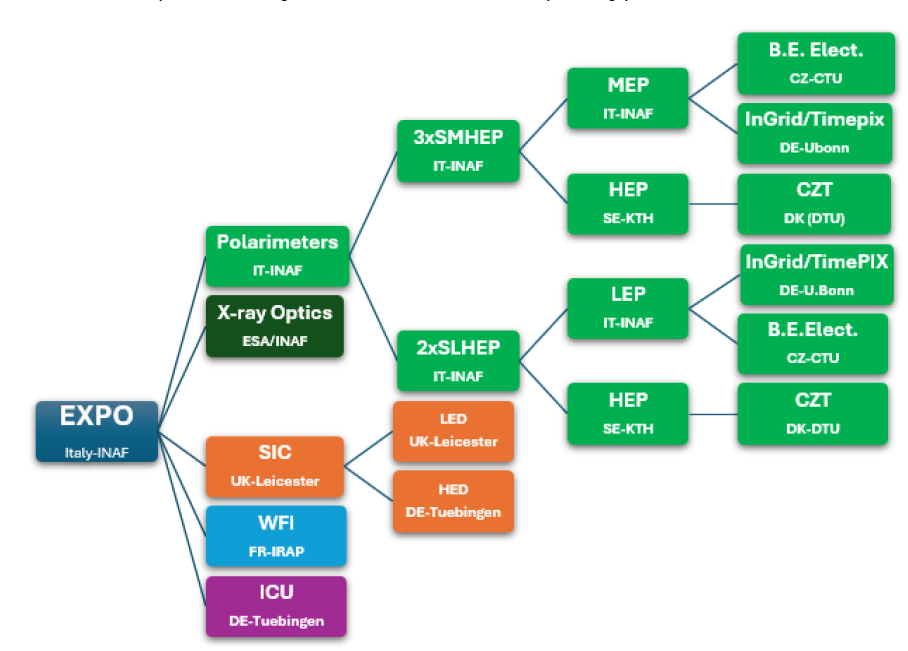 B.E. Elect.
CZ-CTU
MEP
IT-INAF
InGrid/Timepix
DE-Ubonn
3xSMHEP
IT-INAF
HEP
SE-KTH
CZT
DK (DTU)
Polarimeters
IT-INAF
InGrid/TimePIX
DE-U.Bonn
LEP
IT-INAF
X-ray Optics
ESA/INAF
B.E.Elect.
CZ-CTU
2xSLHEP
IT-INAF
HEP
SE-KTH
CZT
DK-DTU
EXPO
Italy-INAF
LED
UK-Leicester
SIC
UK-Leicester
HED
DE-Tuebingen
WFI
FR-IRAP
ICU
DE-Tuebingen